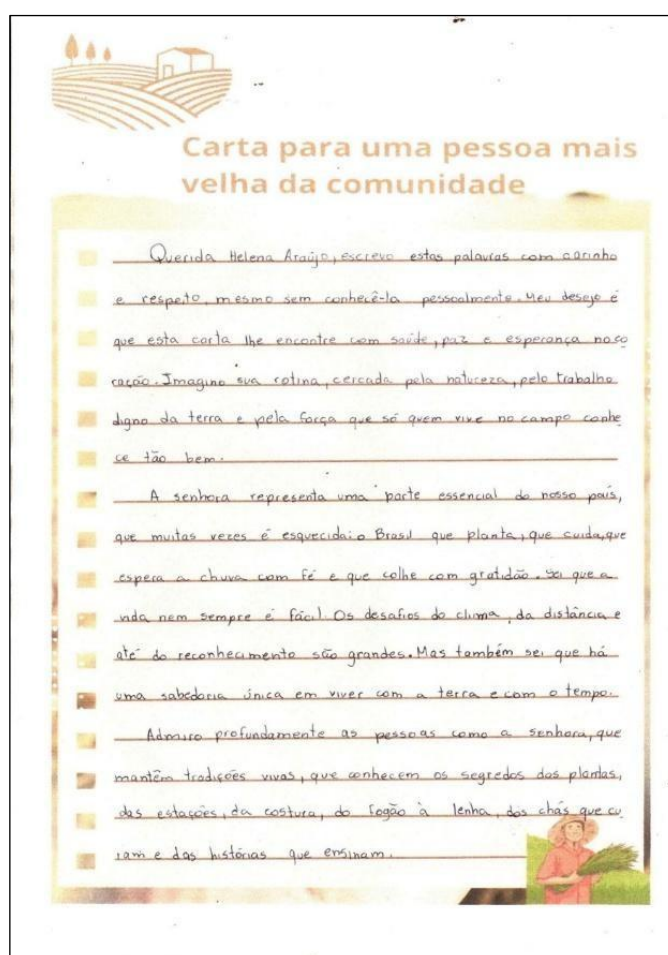 Carta para uma pessoa mais
velha da comunidade
Querida Helena Araújo, escrevo estas palavras com carinho
e respeito, mesmo sem conhecê-la pessoalmente. Meu desejo é
que esta carta lhe encontre com saúde, paz e esperança no co
ração. Imagino sua rotina, cercada pela natureza, pelo trabalho
digno da terra e pela força que só quem vive no campo conhe
ce tão bem.
A senhora representa uma parte essencial do nosso país,
que muitas vezes é esquecida: o Brasil que planta, que cuida, que
espera a chuva com fé e que colhe com gratidão. Sei que a
vida nem sempre é fácil. Os desafios do clima, da distância e
até do reconhecimento são grandes. Mas também sei que há
uma sabedoria única em viver com a terra e com o tempo.
Admiro profundamente as pessoas como a senhora, que
mantêm tradições vivas, que conhecem os segredos das plantas,
das estações, da costura, do fogão à lenha, dos chás que cu
ram e das histórias que ensinam.